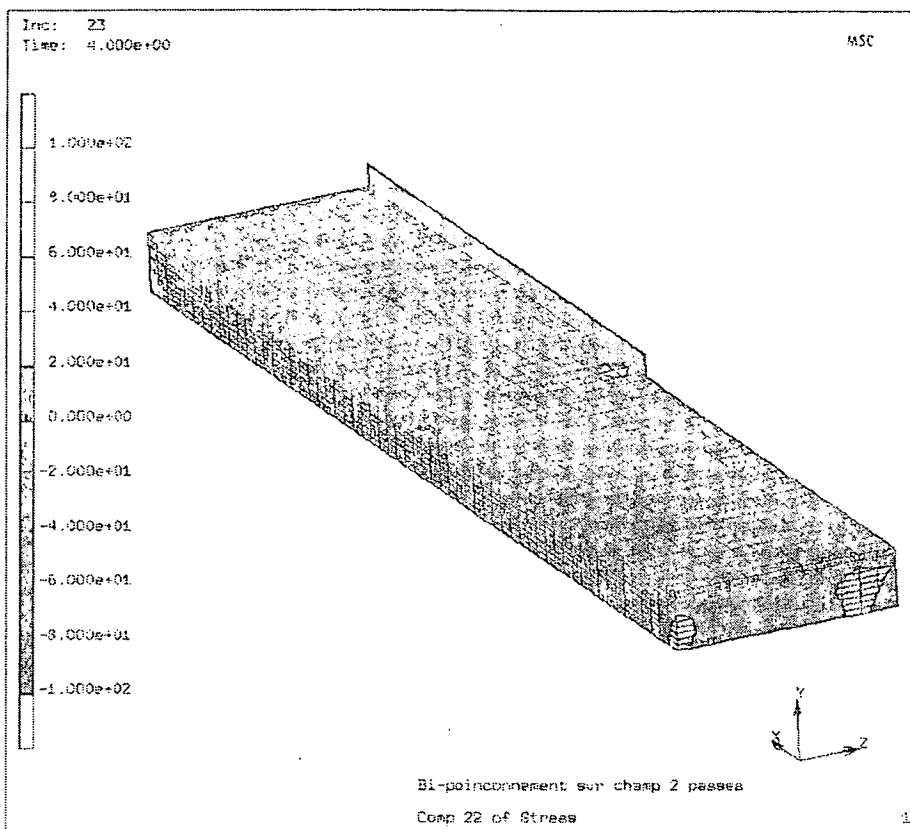 Inc: 23
Time: 4.000e+00
MSC
1.000e+02
8.000e+01
6.000e+01
4.000e+01
2.000e+01
0.000e+00
-2.000e+01
-4.000e+01
-6.000e+01
-8.000e+01
-1.000e+02
Y
X
Z
Bi-poinconnement sur champ 2 passes
Comp 22 of Stress
1